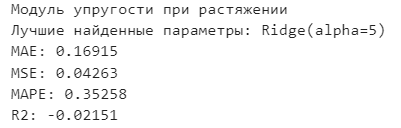 Модуль упругости при растяжении
Лучшие найденные параметры: Ridge(alpha=5)
MAE: 0.16915
MSE: 0.04263
MAPE: 0.35258
R2: -0.02151